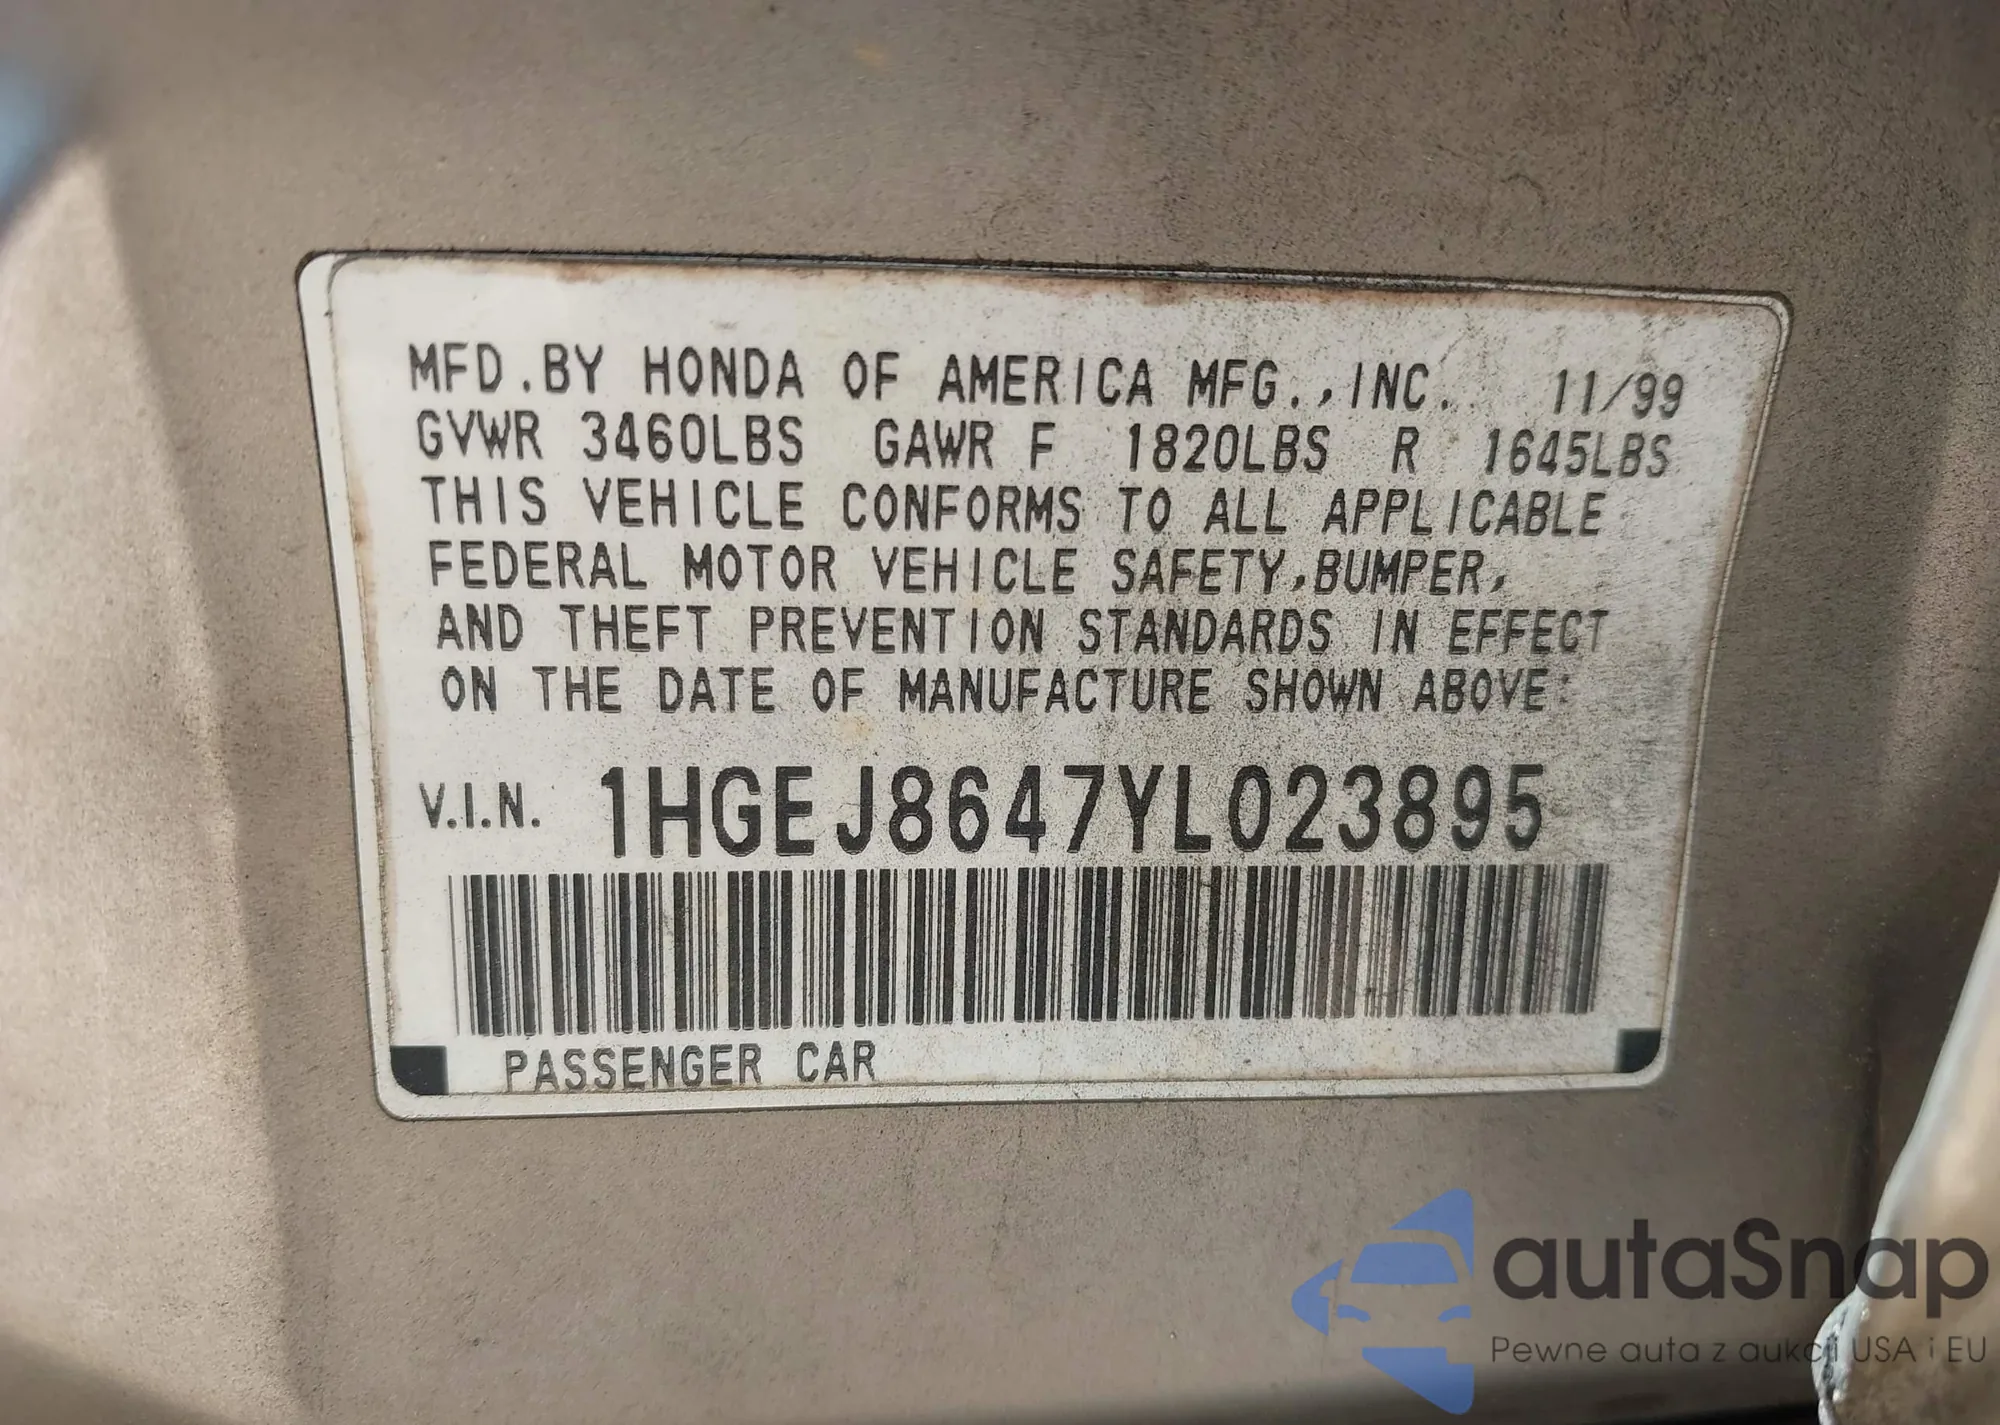 MFD.BY HONDA OF AMERICA MFG.,INC. 11/99
GVWR 3460LBS GAWR F 1820LBS R 1645LBS
THIS VEHICLE CONFORMS TO ALL APPLICABLE
FEDERAL MOTOR VEHICLE SAFETY,BUMPER,
AND THEFT PREVENTION STANDARDS IN EFFECT
ON THE DATE OF MANUFACTURE SHOWN ABOVE:
V.I.N. 1HGEJ8647YL023895
PASSENGER CAR
autaSnap
Pewne auta z aukcji USA i EU